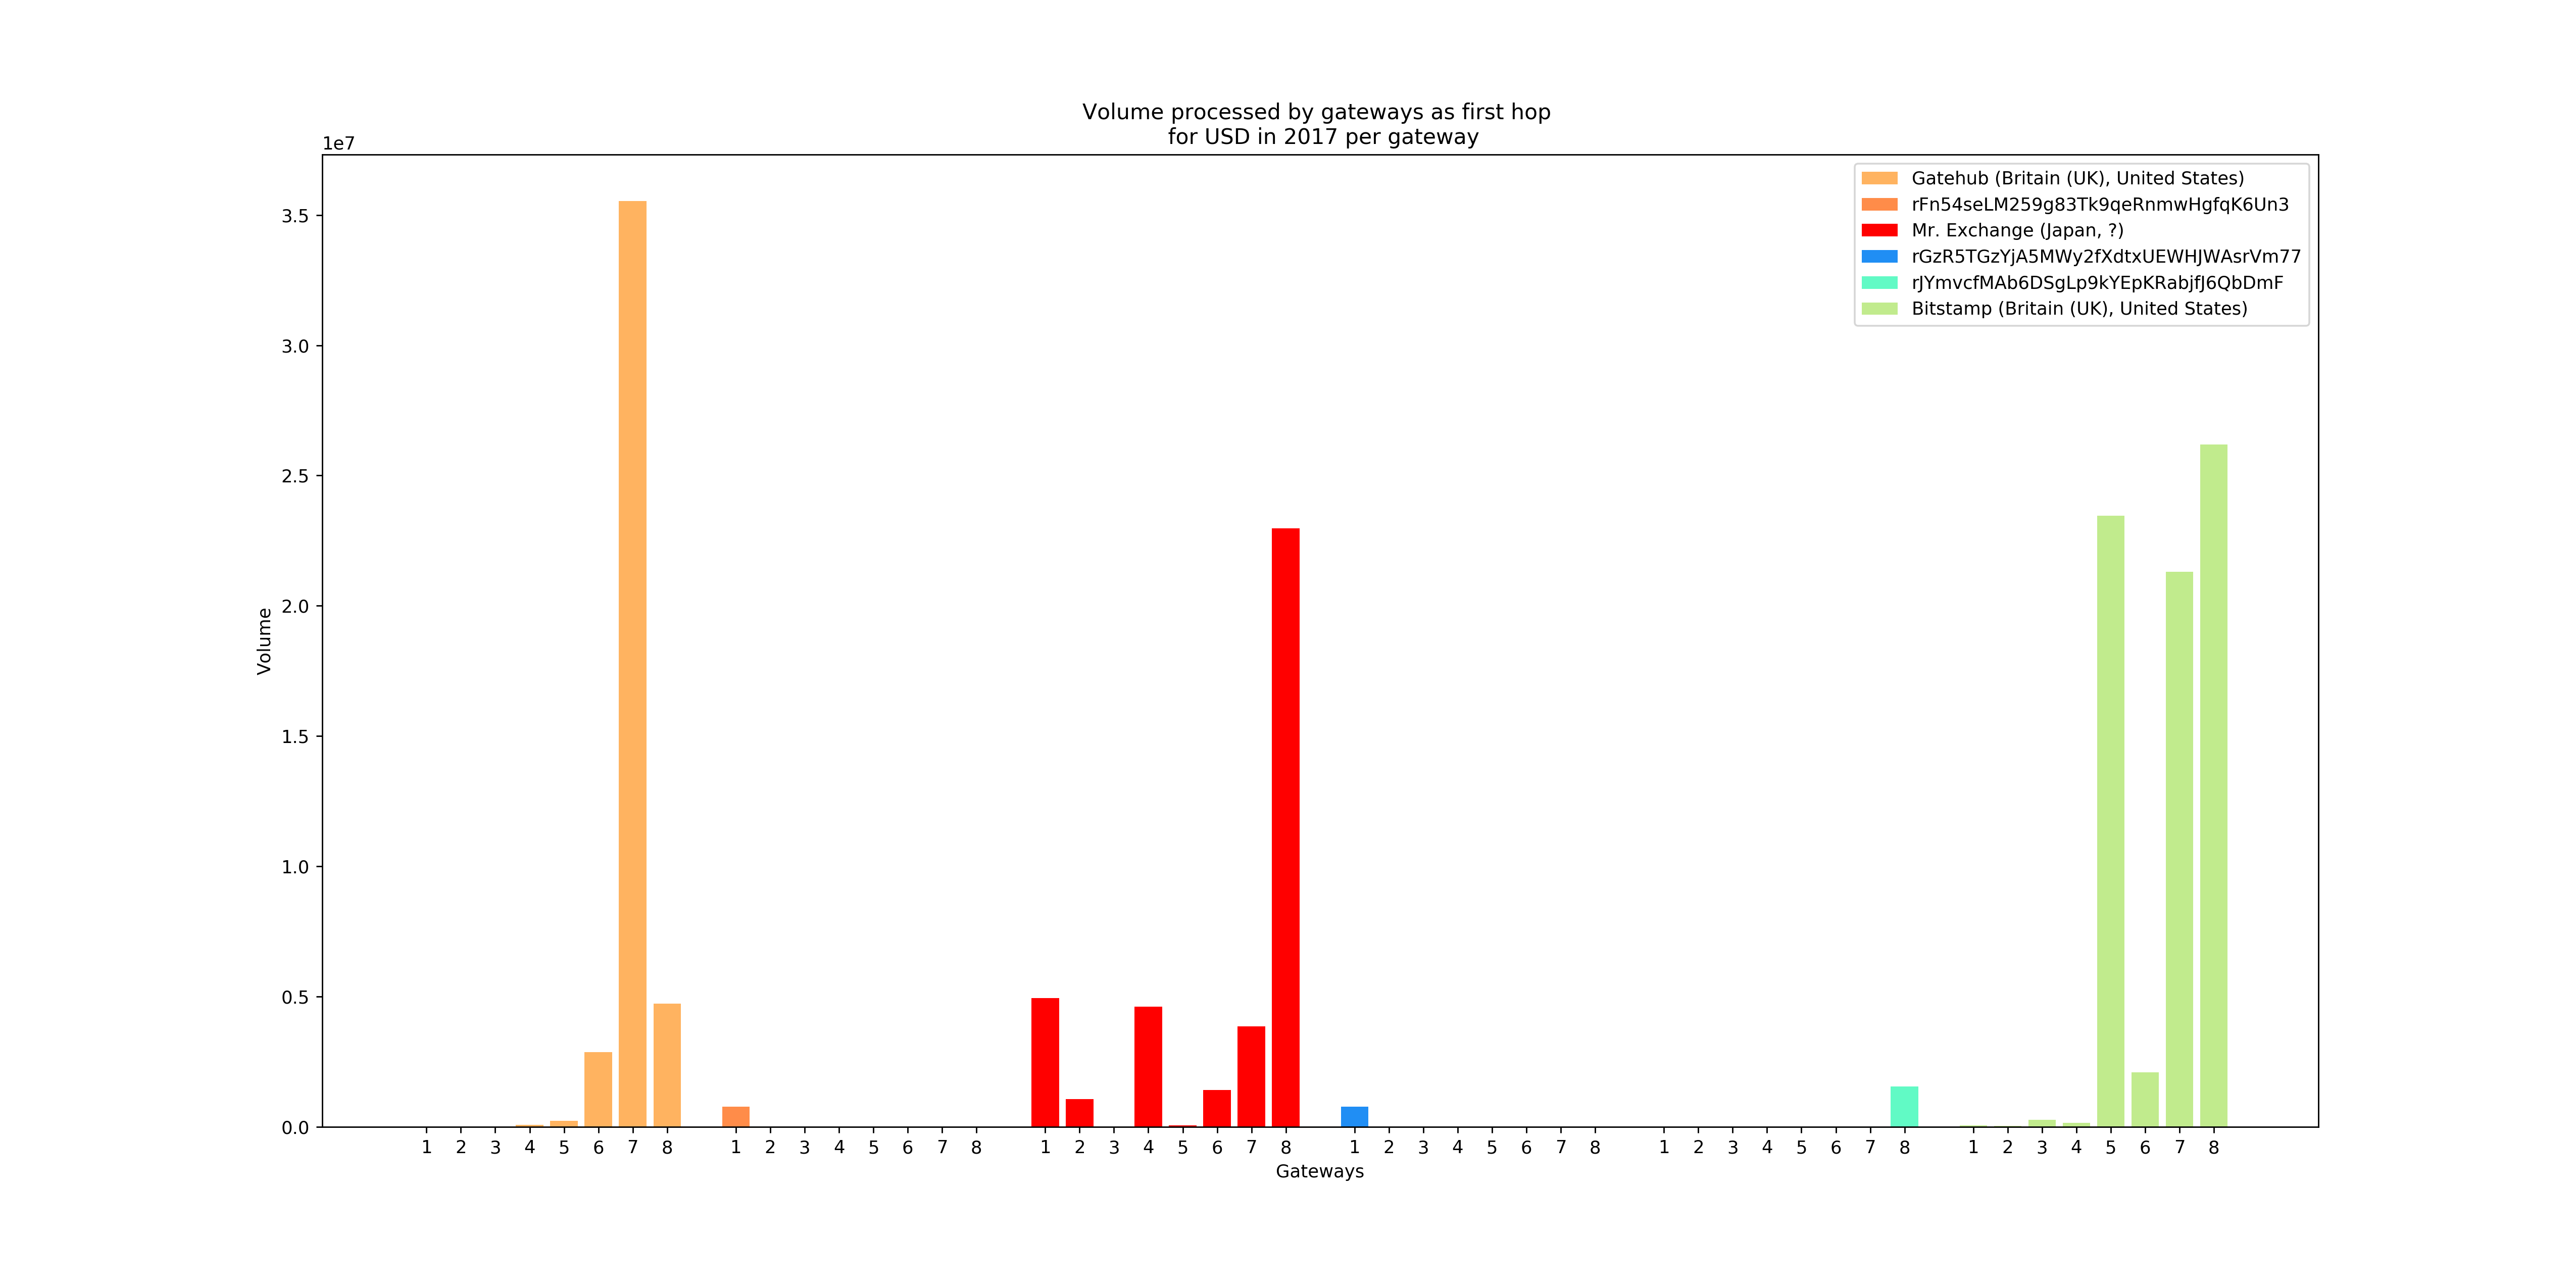 Volume processed by gateways as first hop
for USD in 2017 per gateway
1e7
Gatehub (Britain (UK), United States)
rFn54seLM259g83Tk9qeRnmwHgfqK6Un3
Mr. Exchange (Japan, ?)
rGzR5TGzYjA5MWy2fXdtxUEWHJWAsrVm77
rJYmvcfMAb6DSgLp9kYEpKRabjfJ6QbDmF
Bitstamp (Britain (UK), United States)
3.5
3.0
2.5
2.0
1.5
1.0
0.5
0.0
Volume
1 2 3 4 5 6 7 8 1 2 3 4 5 6 7 8 1 2 3 4 5 6 7 8 1 2 3 4 5 6 7 8 1 2 3 4 5 6 7 8 1 2 3 4 5 6 7 8
Gateways